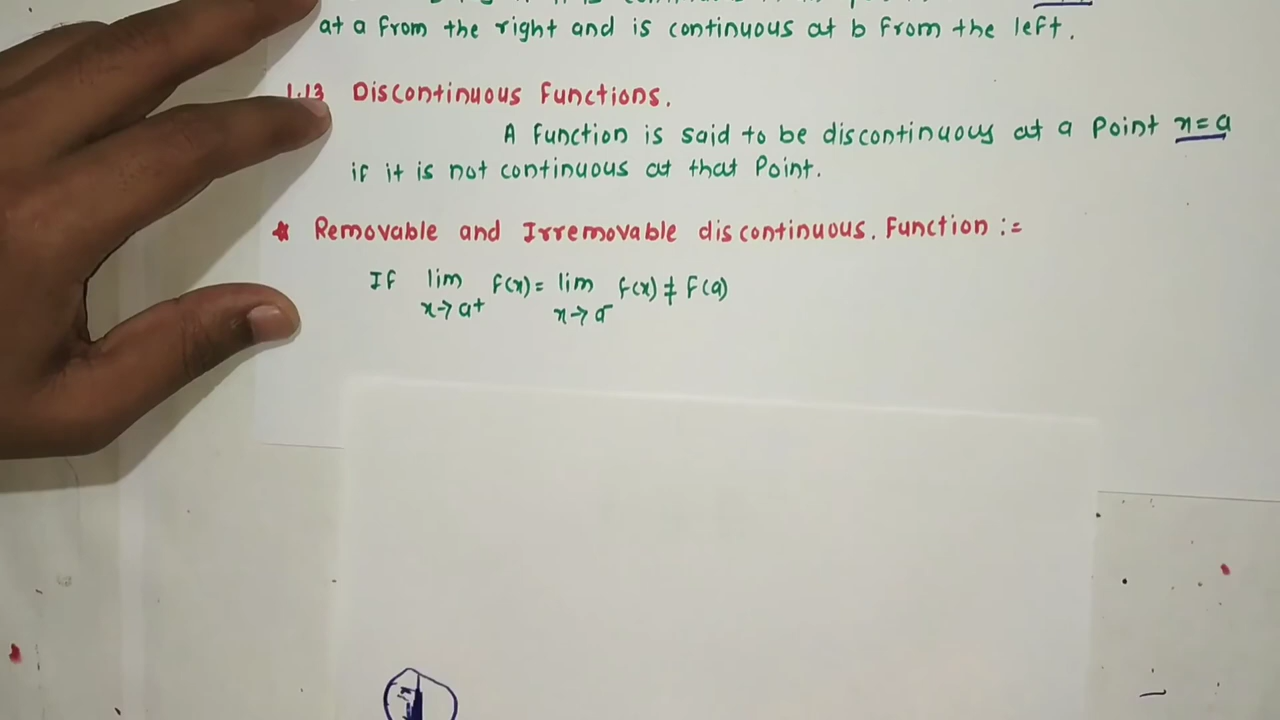 at a from the right and is continuous at b from the left.
1.13 Discontinuous Functions.
A Function is said to be discontinuous at a Point x=a
if it is not continuous at that Point.
* Removable and Irremovable discontinuous. Function :=
If lim x→a+ f(x) = lim x→a- f(x) ≠ f(a)